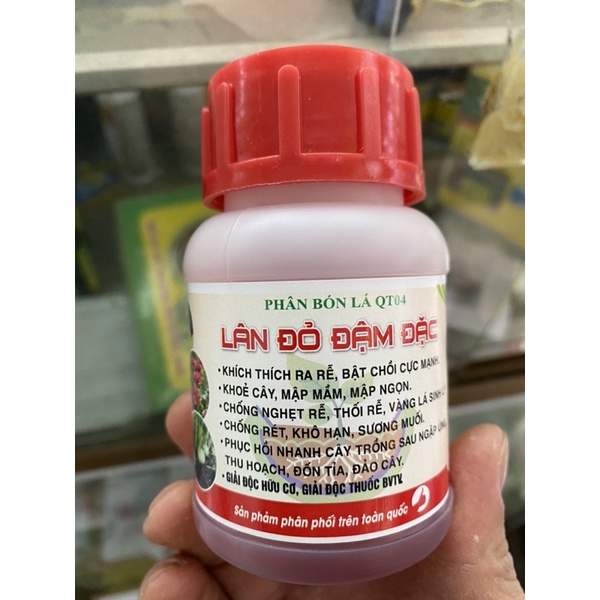 PHÂN BÓN LÁ QT04
LÂN ĐỎ ĐẬM ĐẶC
• KHÍCH THÍCH RA RỄ, BẬT CHỒI CỰC MẠNH.
• KHOẺ CÂY, MẬP MẦM, MẬP NGỌN.
• CHỐNG NGHẸT RỄ, THỐI RỄ, VÀNG LÁ SINH
• CHỐNG RÉT, KHÔ HẠN, SƯƠNG MUỐI.
• PHỤC HỒI NHANH CÂY TRỒNG SAU NGẬP
THU HOẠCH, ĐỐN TỈA, ĐẢO CÂY.
• GIẢI ĐỘC HỮU CƠ, GIẢI ĐỘC THUỐC BVTV.
Sản phẩm phân phối trên toàn quốc